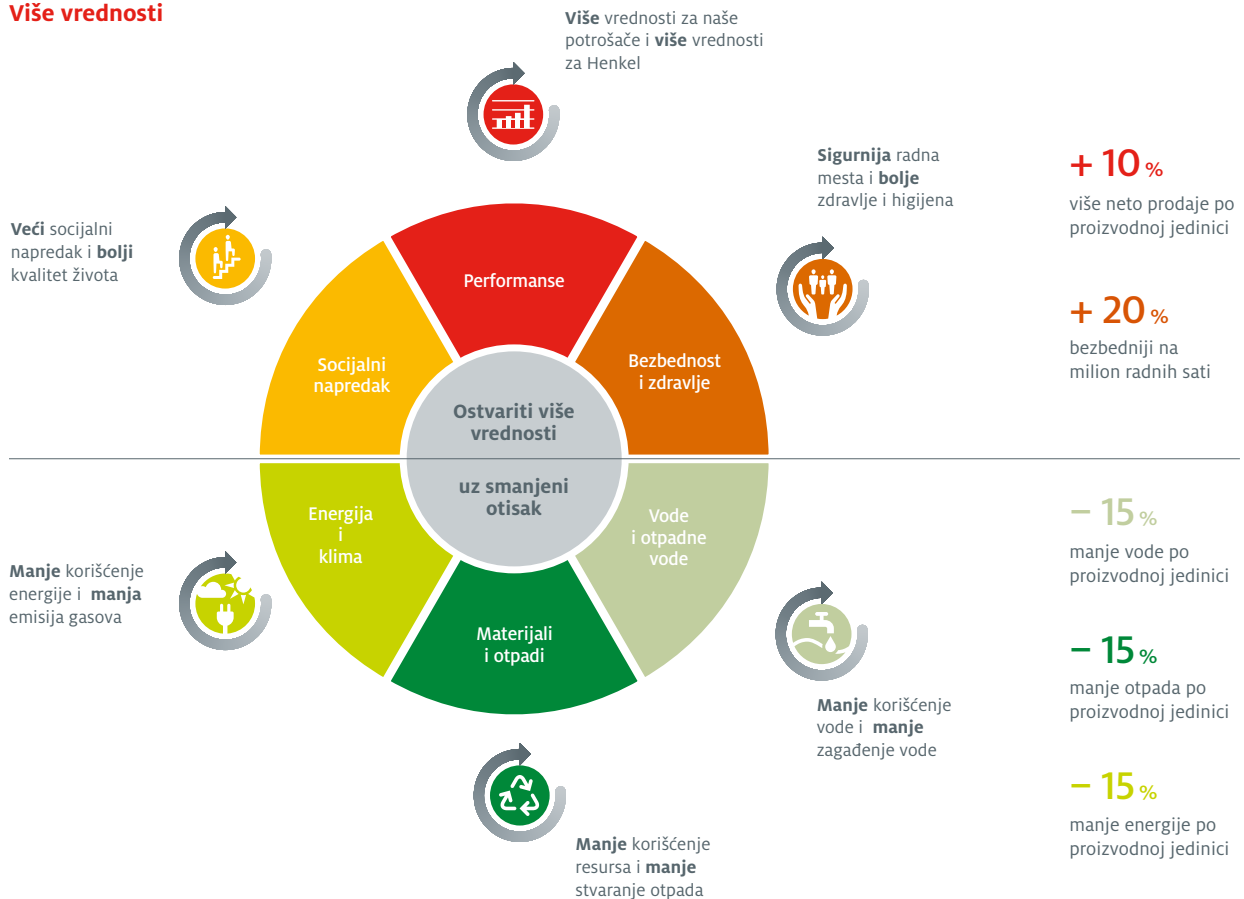 Više vrednosti
Više vrednosti za naše
potrošače i više vrednosti
za Henkel
Sigurnija radna
mesta i bolje
zdravlje i higijena
+ 10 %
više neto prodaje po
proizvodnoj jedinici
Veći socijalni
napredak i bolji
kvalitet života
Performanse
+ 20 %
bezbedniji na
milion radnih sati
Socijalni
napredak
Bezbednost
i zdravlje
Ostvariti više
vrednosti
uz smanjeni
otisak
Energija
i
klima
Vode
i otpadne
vode
− 15 %
manje vode po
proizvodnoj jedinici
Manje korišćenje
energije i manja
emisija gasova
Materijali
i otpadi
− 15 %
manje otpada po
proizvodnoj jedinici
Manje korišćenje
vode i manje
zagađenje vode
− 15 %
manje energije po
proizvodnoj jedinici
Manje korišćenje
resursa i manje
stvaranje otpada